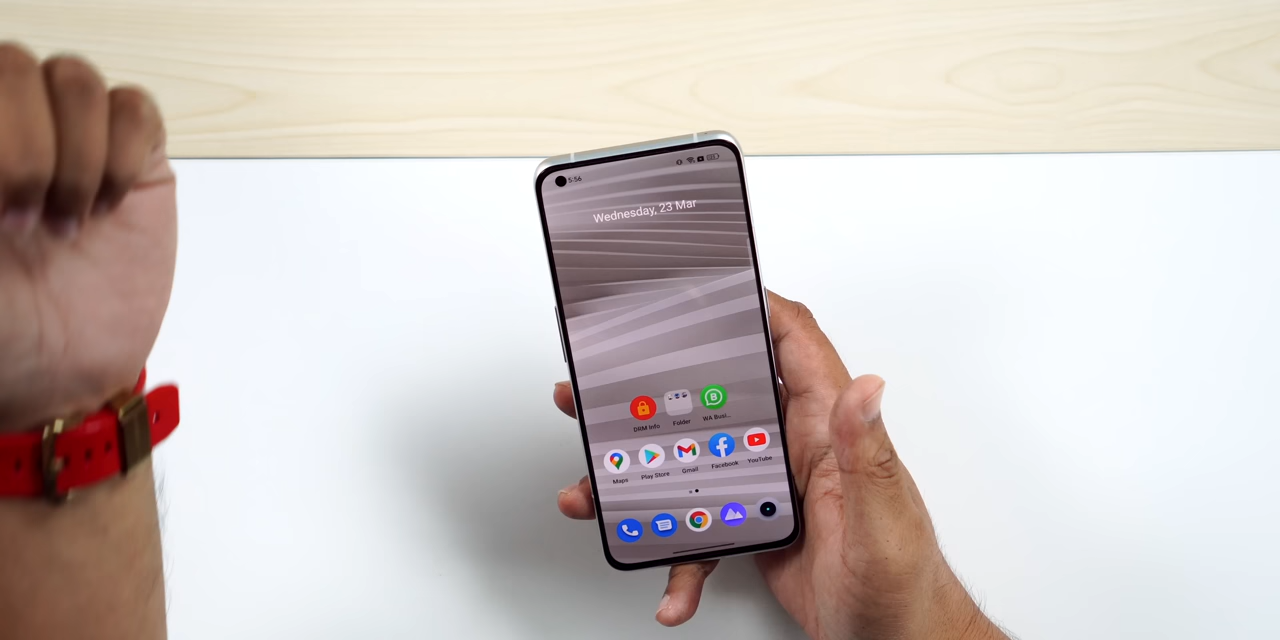 5:56
Wednesday, 23 Mar
DRM Info
Folder
WA Busi...
Maps
Play Store
Gmail
Facebook
YouTube